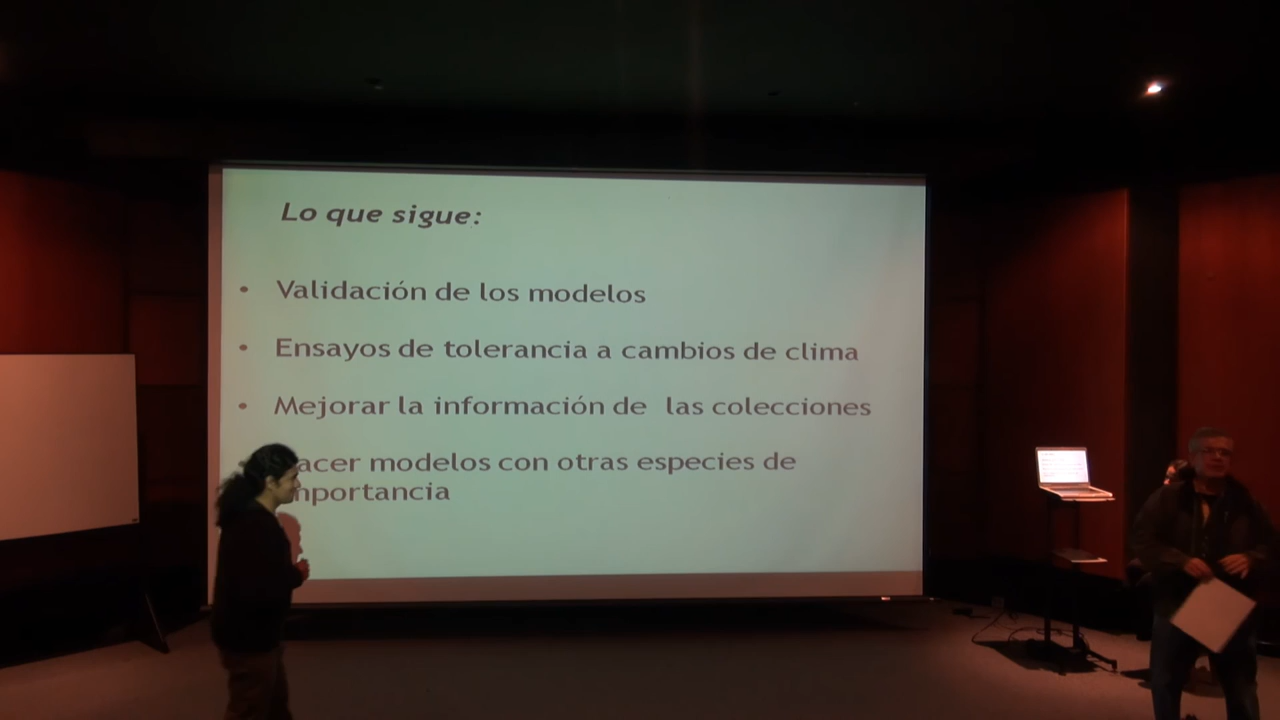 Lo que sigue:
• Validación de los modelos
• Ensayos de tolerancia a cambios de clima
• Mejorar la información de las colecciones
modelos con otras especies de